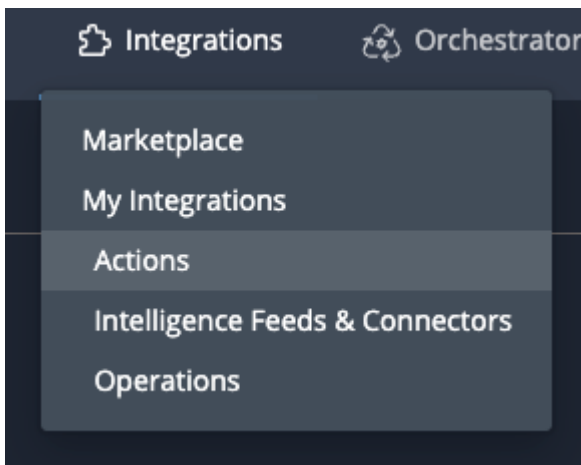 Integrations Orchestrator
Marketplace
My Integrations
Actions
Intelligence Feeds & Connectors
Operations